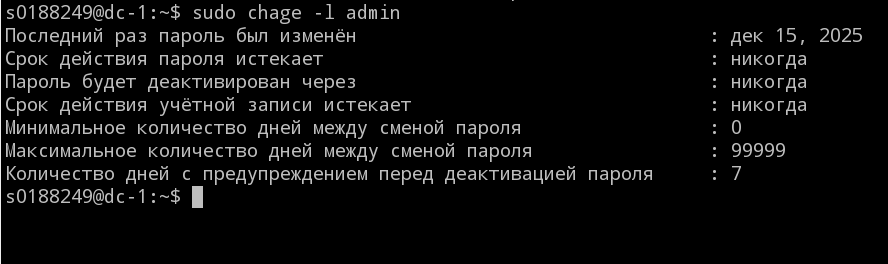 s0188249@dc-1:~$ sudo chage -l admin
Последний раз пароль был изменён : дек 15, 2025
Срок действия пароля истекает : никогда
Пароль будет деактивирован через : никогда
Срок действия учётной записи истекает : никогда
Минимальное количество дней между сменой пароля : 0
Максимальное количество дней между сменой пароля : 99999
Количество дней с предупреждением перед деактивацией пароля : 7
s0188249@dc-1:~$